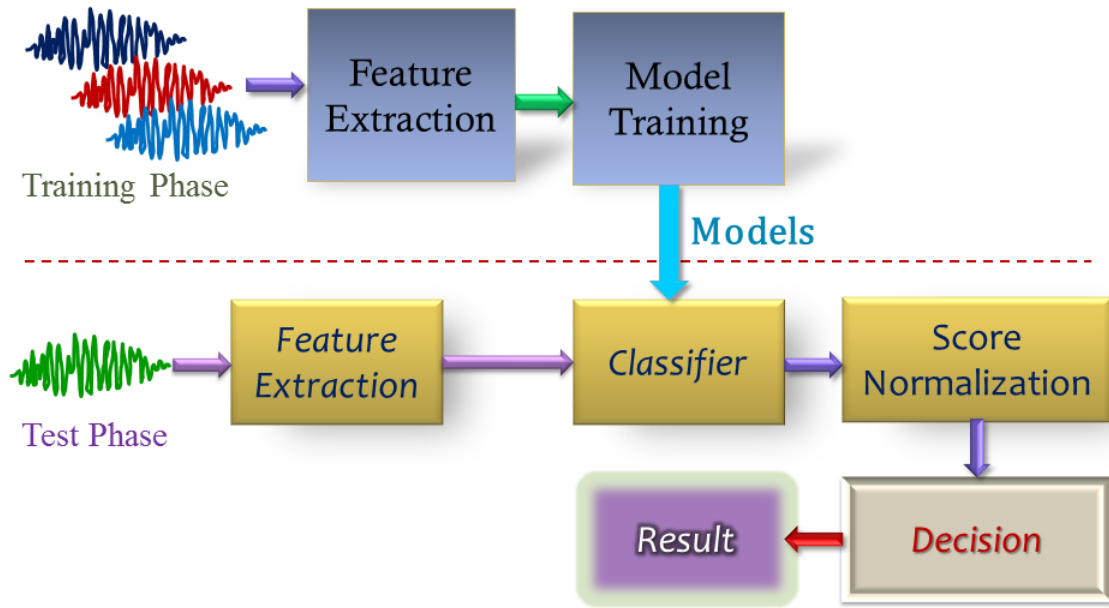 Feature
Extraction
Model
Training
Training Phase
Models
Feature
Extraction
Classifier
Score
Normalization
Test Phase
Result
Decision